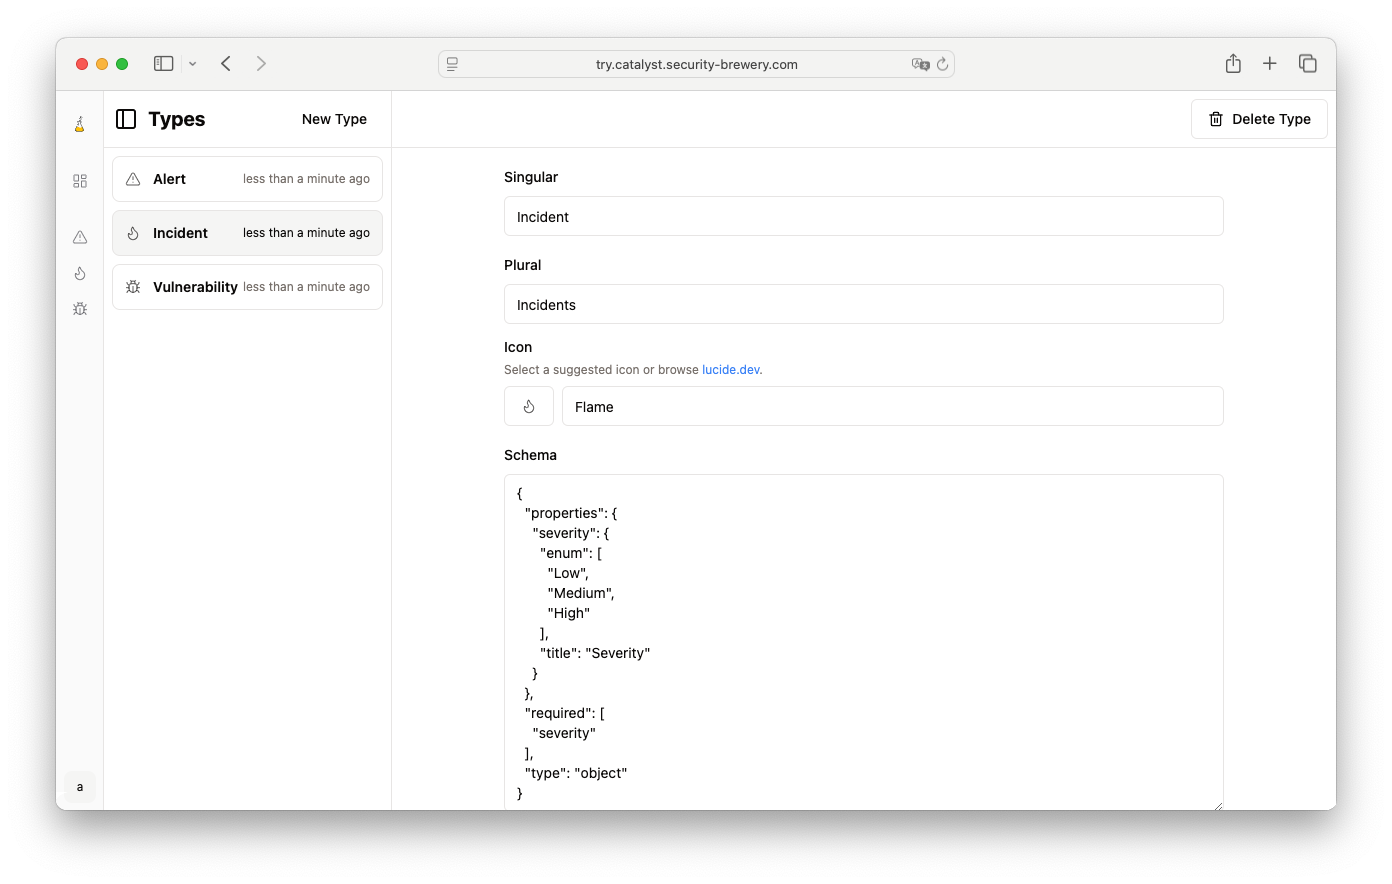 try.catalyst.security-brewery.com
Types
New Type
Delete Type
Alert
less than a minute ago
Incident
less than a minute ago
Vulnerability
less than a minute ago
a
Singular
Incident
Plural
Incidents
Icon
Select a suggested icon or browse lucide.dev.
Flame
Schema
{
  "properties": {
    "severity": {
      "enum": [
        "Low",
        "Medium",
        "High"
      ],
      "title": "Severity"
    }
  },
  "required": [
    "severity"
  ],
  "type": "object"
}